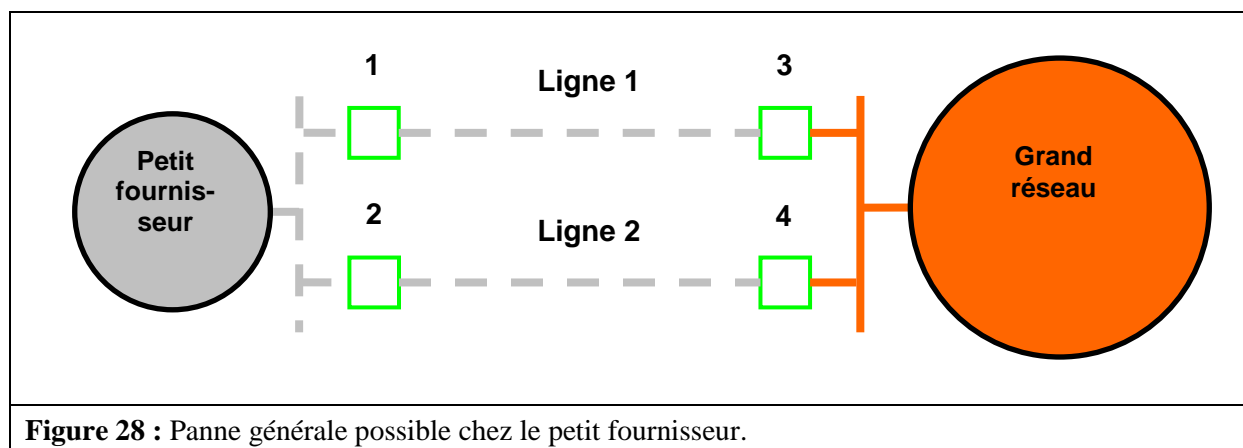 1
Ligne 1
3
Petit
fournis-
seur
Grand
réseau
2
Ligne 2
4
Figure 28 : Panne générale possible chez le petit fournisseur.